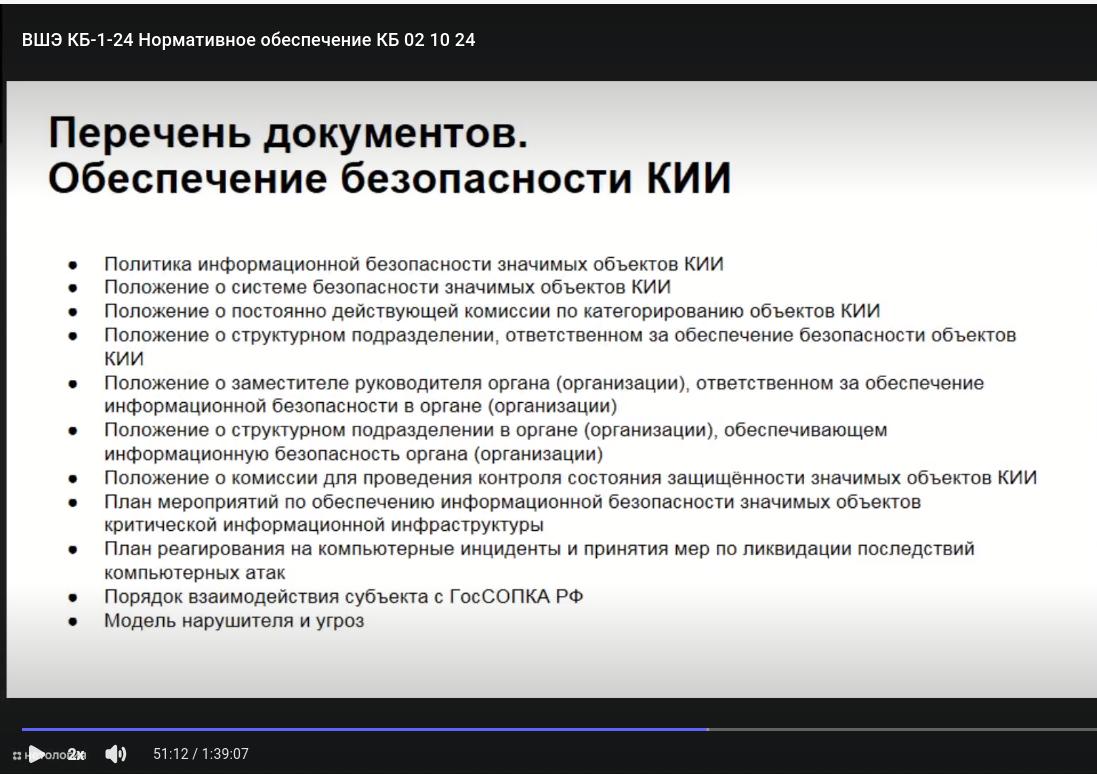 ВШЭ КБ-1-24 Нормативное обеспечение КБ 02 10 24
Перечень документов.
Обеспечение безопасности КИИ
● Политика информационной безопасности значимых объектов КИИ
● Положение о системе безопасности значимых объектов КИИ
● Положение о постоянно действующей комиссии по категорированию объектов КИИ
● Положение о структурном подразделении, ответственном за обеспечение безопасности объектов
КИИ
● Положение о заместителе руководителя органа (организации), ответственном за обеспечение
информационной безопасности в органе (организации)
● Положение о структурном подразделении в органе (организации), обеспечивающем
информационную безопасность органа (организации)
● Положение о комиссии для проведения контроля состояния защищённости значимых объектов КИИ
● План мероприятий по обеспечению информационной безопасности значимых объектов
критической информационной инфраструктуры
● План реагирования на компьютерные инциденты и принятия мер по ликвидации последствий
компьютерных атак
● Порядок взаимодействия субъекта с ГосСОПКА РФ
● Модель нарушителя и угроз
2x
51:12 / 1:39:07